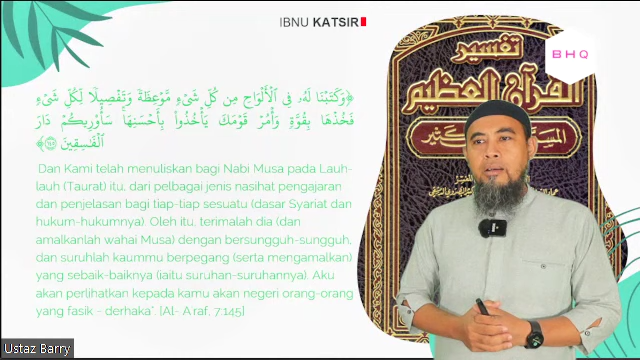 IBNU KATSIR
BHQ
﴿وَكَتَبْنَا لَهُۥ فِى ٱلْأَلْوَاحِ مِن كُلِّ شَىْءٍ مَّوْعِظَةً وَتَفْصِيلًا لِّكُلِّ شَىْءٍ
فَخُذْهَا بِقُوَّةٍ وَأْمُرْ قَوْمَكَ يَأْخُذُوا۟ بِأَحْسَنِهَا سَأُو۟رِيكُمْ دَارَ
ٱلْفَـٰسِقِينَ ١٤٥﴾
Dan Kami telah menuliskan bagi Nabi Musa pada Lauh-
lauh (Taurat) itu, dari pelbagai jenis nasihat pengajaran
dan penjelasan bagi tiap-tiap sesuatu (dasar Syariat dan
hukum-hukumnya). Oleh itu, terimalah dia (dan
amalkanlah wahai Musa) dengan bersungguh-sungguh,
dan suruhlah kaummu berpegang (serta mengamalkan)
yang sebaik-baiknya (iaitu suruhan-suruhannya). Aku
akan perlihatkan kepada kamu akan negeri orang-orang
yang fasik - derhaka". [Al- A'raf, 7:145]
تفسير
القرآن العظيم
Ustaz Barry